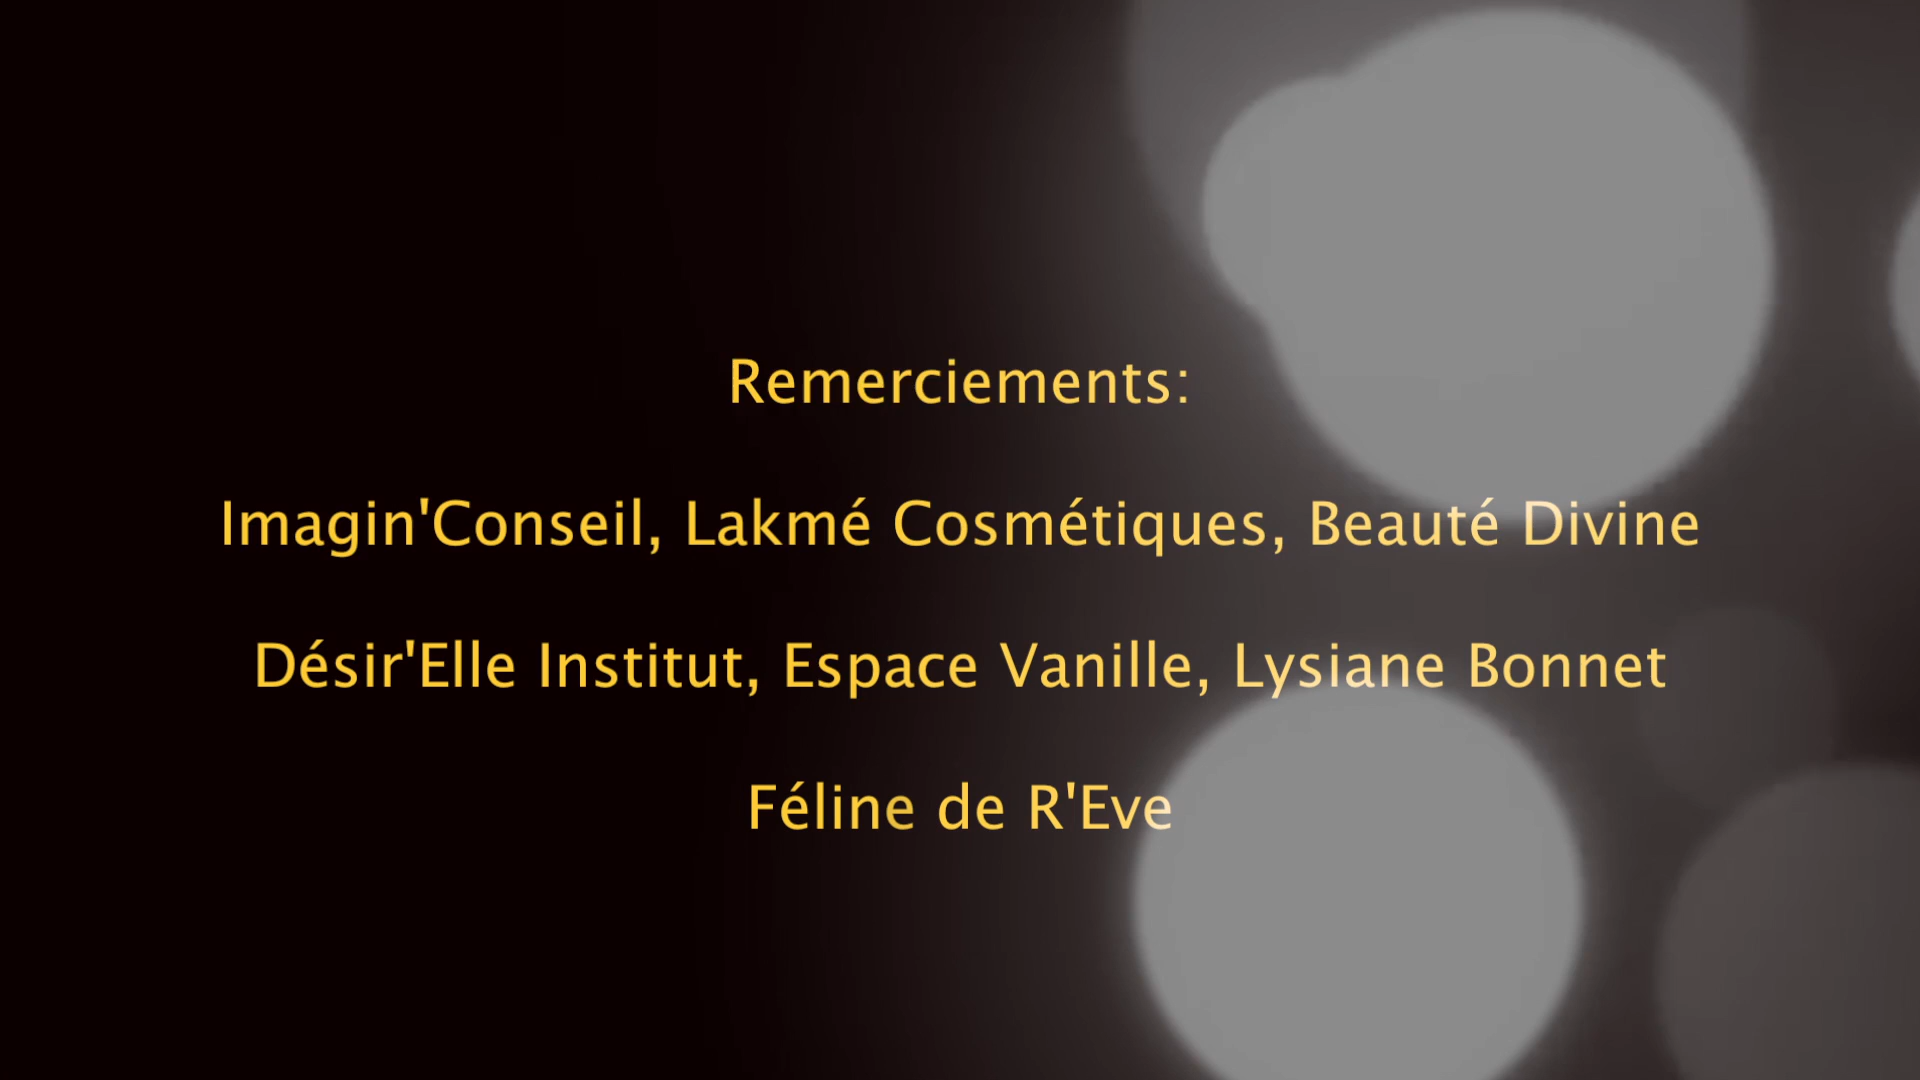 Remerciements:
Imagin'Conseil, Lakmé Cosmétiques, Beauté Divine
Désir'Elle Institut, Espace Vanille, Lysiane Bonnet
Féline de R'Eve